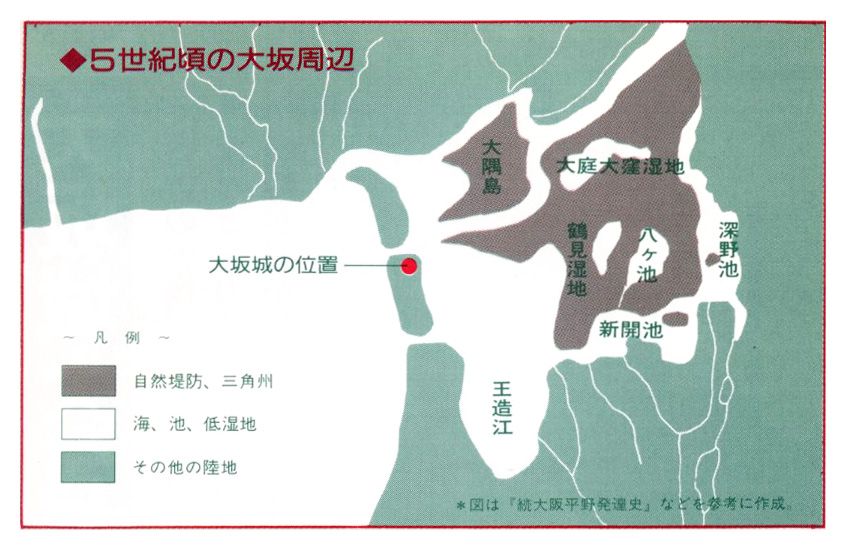 ◆5世紀頃の大坂周辺
大隅島
大庭大窪湿地
鶴見湿地
八ヶ池
深野池
大坂城の位置
新開池
～ 凡 例 ～
自然堤防、三角州
海、池、低湿地
その他の陸地
玉造江
＊図は『続大阪平野発達史』などを参考に作成。